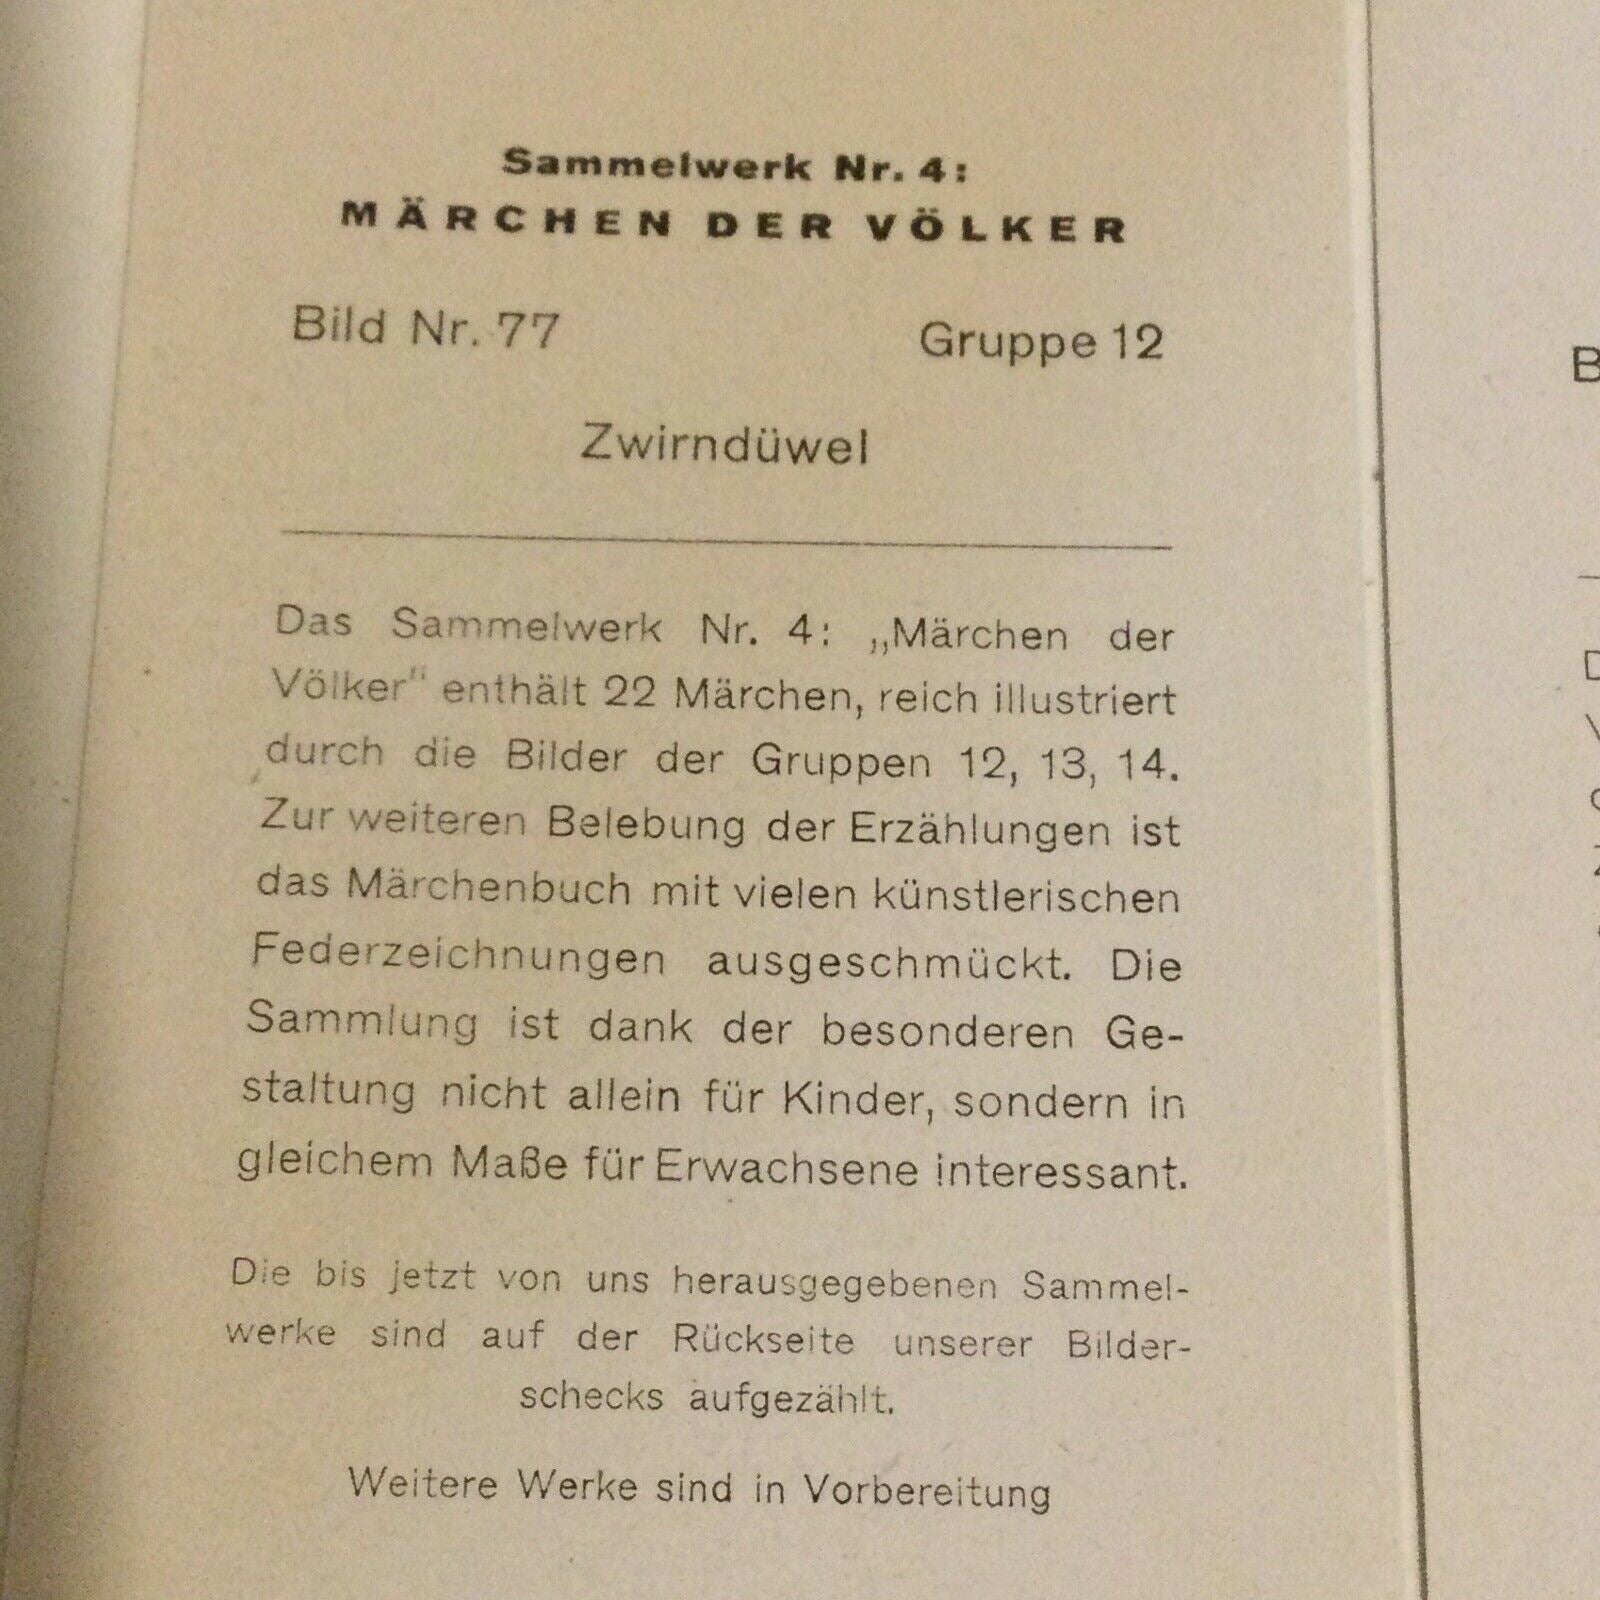 Sammelwerk Nr. 4:
MÄRCHEN DER VÖLKER
Bild Nr. 77 Gruppe 12
Zwirndüwel
Das Sammelwerk Nr. 4: „Märchen der
Völker" enthält 22 Märchen, reich illustriert
durch die Bilder der Gruppen 12, 13, 14.
Zur weiteren Belebung der Erzählungen ist
das Märchenbuch mit vielen künstlerischen
Federzeichnungen ausgeschmückt. Die
Sammlung ist dank der besonderen Ge-
staltung nicht allein für Kinder, sondern in
gleichem Maße für Erwachsene interessant.
Die bis jetzt von uns herausgegebenen Sammel-
werke sind auf der Rückseite unserer Bilder-
schecks aufgezählt.
Weitere Werke sind in Vorbereitung